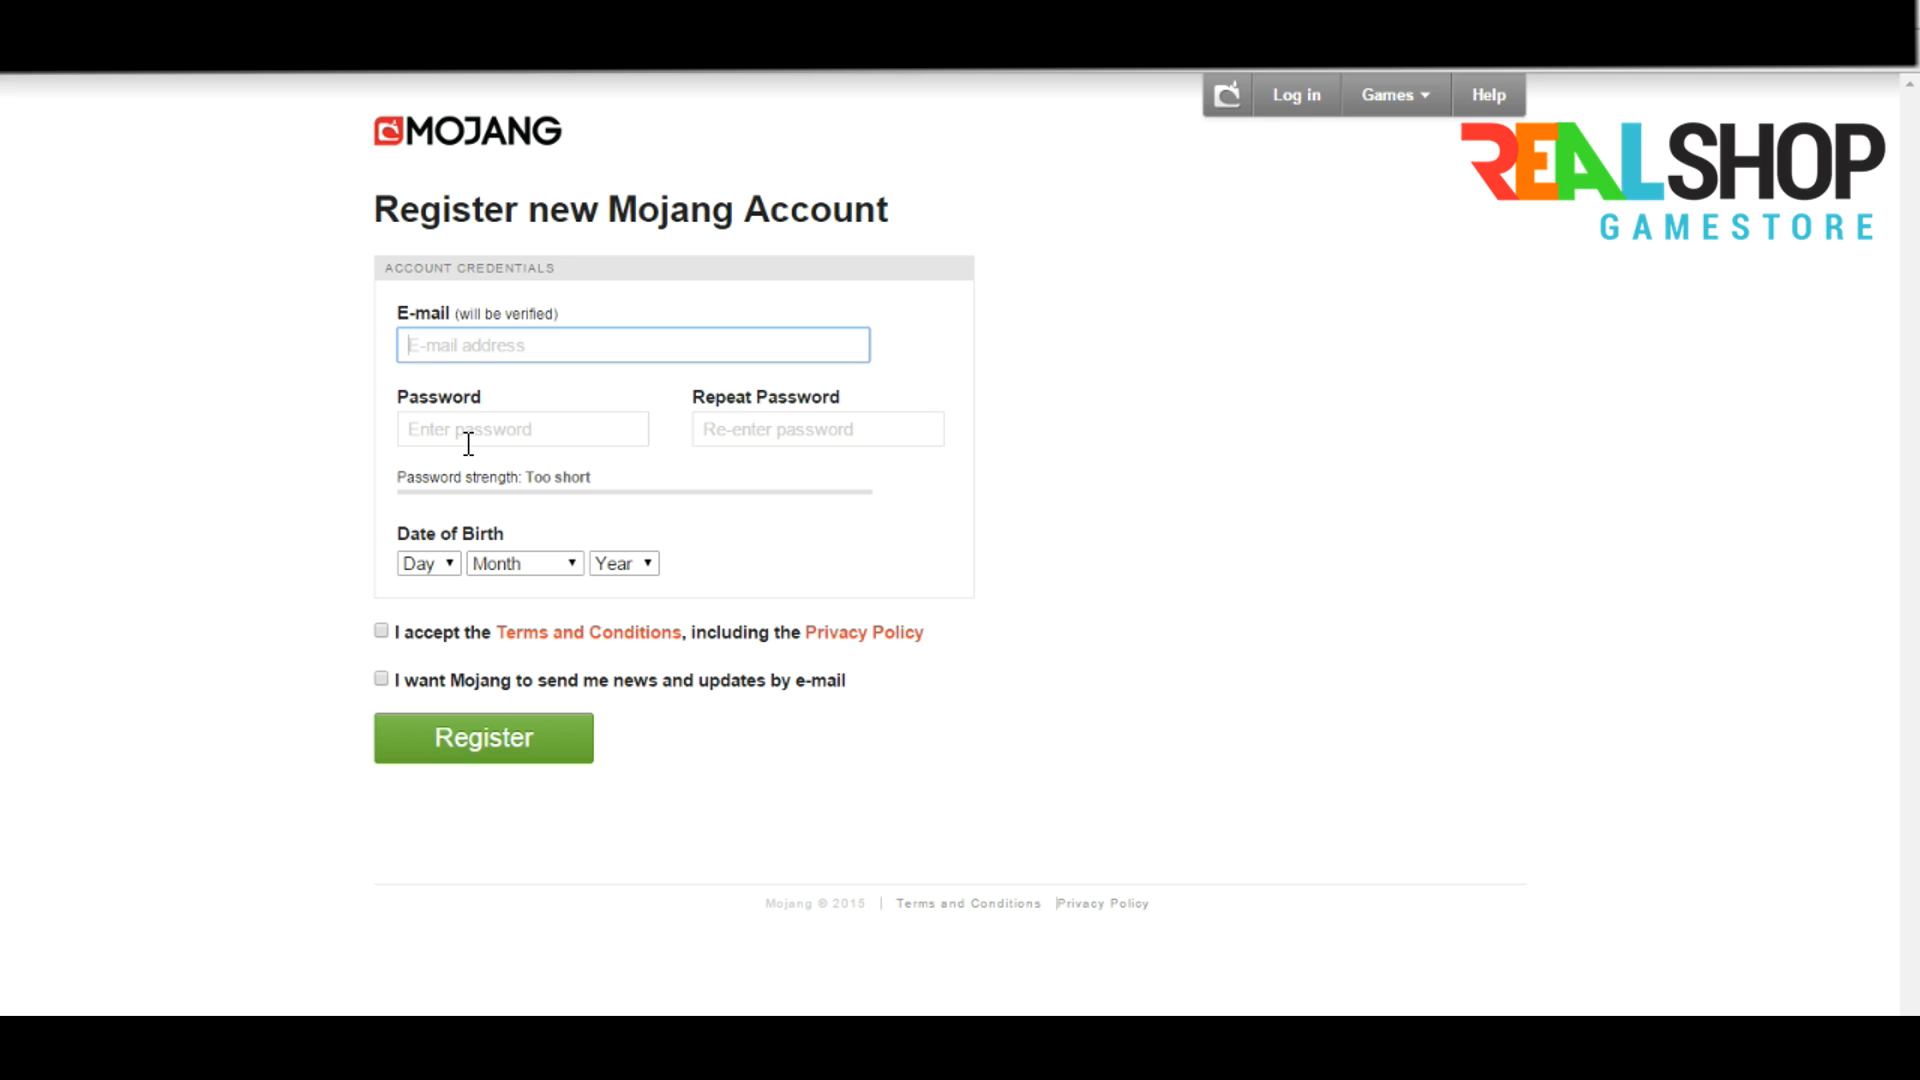 Log in Games Help
MOJANG
REALSHOP
GAMESTORE
Register new Mojang Account
ACCOUNT CREDENTIALS
E-mail (will be verified)
E-mail address
Password Repeat Password
Enter password Re-enter password
Password strength: Too short
Date of Birth
Day Month Year
I accept the Terms and Conditions, including the Privacy Policy
I want Mojang to send me news and updates by e-mail
Register
Mojang © 2015 | Terms and Conditions |Privacy Policy